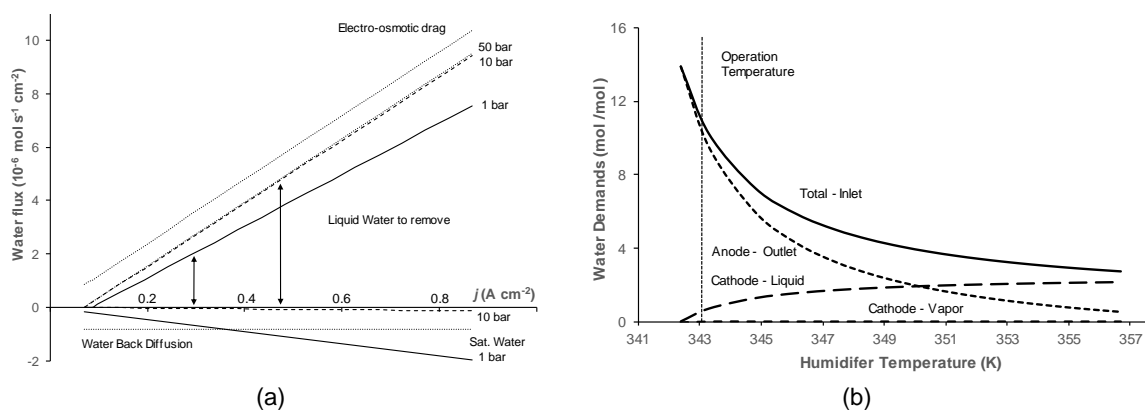 10
8
6
4
2
0
-2
Water flux (10⁻⁶ mol s⁻¹ cm⁻²)
Electro-osmotic drag
50 bar
10 bar
1 bar
Liquid Water to remove
0.2
0.4
0.6
0.8
j (A cm⁻²)
10 bar
Water Back Diffusion
Sat. Water
1 bar
(a)
16
12
8
4
0
Water Demands (mol /mol )
Operation
Temperature
Total - Inlet
Anode - Outlet
Cathode - Liquid
Cathode - Vapor
341
343
345
347
349
351
353
355
357
Humidifer Temperature (K)
(b)